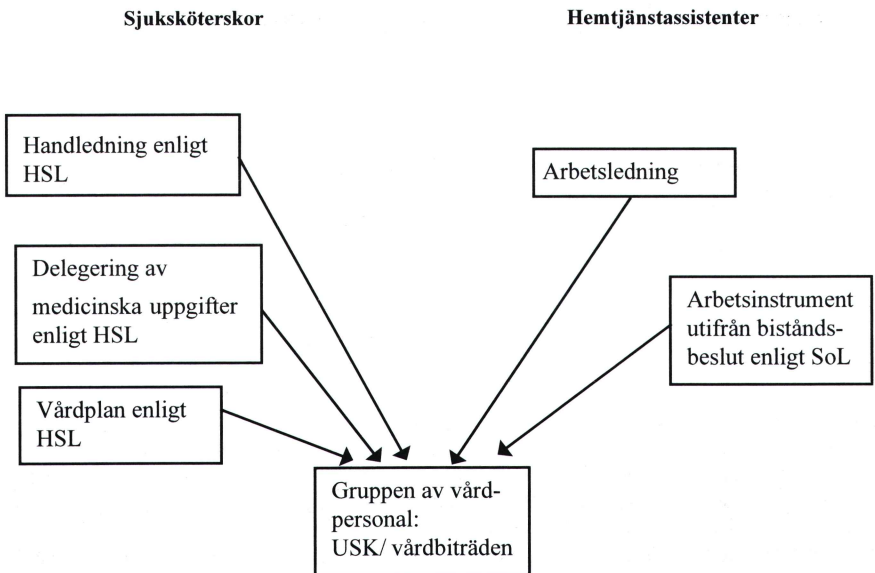 Sjuksköterskor
Hemtjänstassistenter
Handledning enligt
HSL
Arbetsledning
Delegering av
medicinska uppgifter
enligt HSL
Arbetsinstrument
utifrån bistånds-
beslut enligt SoL
Vårdplan enligt
HSL
Gruppen av vård-
personal:
USK/ vårdbiträden